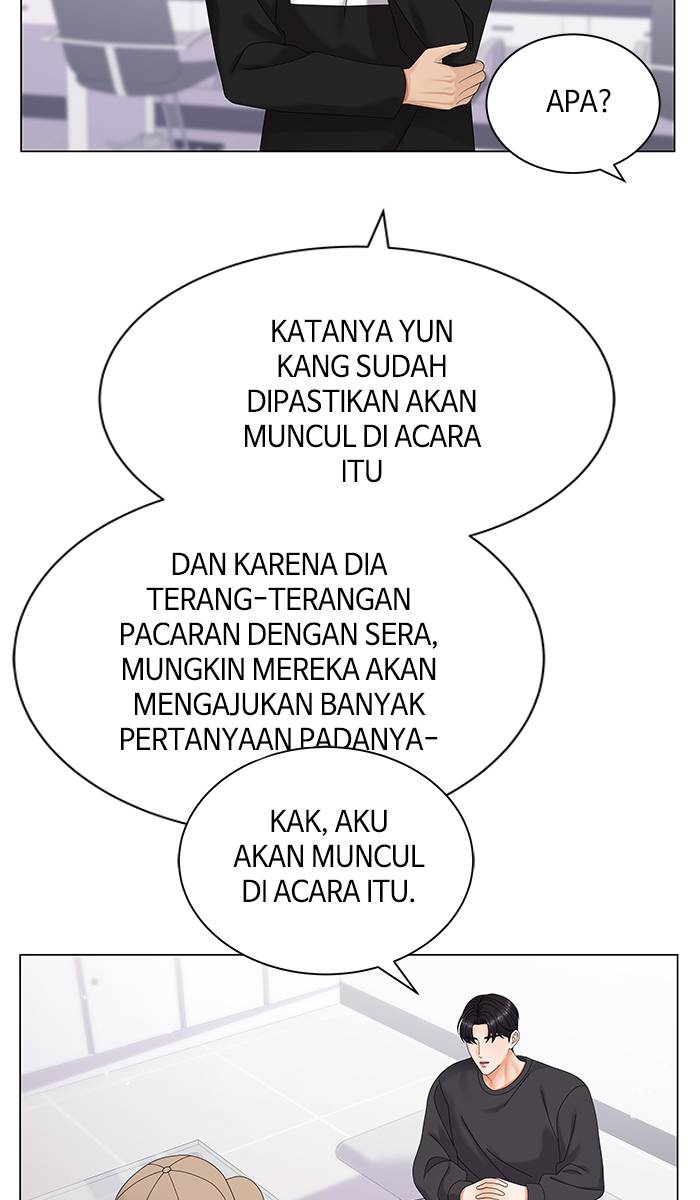 APA?
KATANYA YUN
KANG SUDAH
DIPASTIKAN AKAN
MUNCUL DI ACARA
ITU
DAN KARENA DIA
TERANG-TERANGAN
PACARAN DENGAN SERA,
MUNGKIN MEREKA AKAN
MENGAJUKAN BANYAK
PERTANYAAN PADANYA-
KAK, AKU
AKAN MUNCUL
DI ACARA ITU.